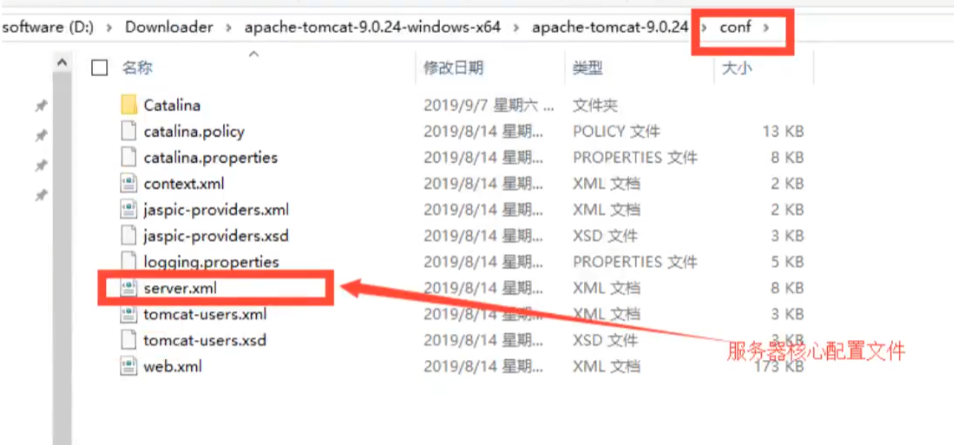 software (D:) › Downloader › apache-tomcat-9.0.24-windows-x64 › apache-tomcat-9.0.24 › conf ›
名称 修改日期 类型 大小
Catalina 2019/9/7 星期六 ... 文件夹
catalina.policy 2019/8/14 星期... POLICY 文件 13 KB
catalina.properties 2019/8/14 星期... PROPERTIES 文件 8 KB
context.xml 2019/8/14 星期... XML 文档 2 KB
jaspic-providers.xml 2019/8/14 星期... XML 文档 2 KB
jaspic-providers.xsd 2019/8/14 星期... XSD 文件 3 KB
logging.properties 2019/8/14 星期... PROPERTIES 文件 5 KB
server.xml 2019/8/14 星期... XML 文档 8 KB
tomcat-users.xml 2019/8/14 星期... XML 文档 3 KB
tomcat-users.xsd 2019/8/14 星期... XSD 文件 3 KB
服务器核心配置文件
web.xml 2019/8/14 星期... XML 文档 173 KB